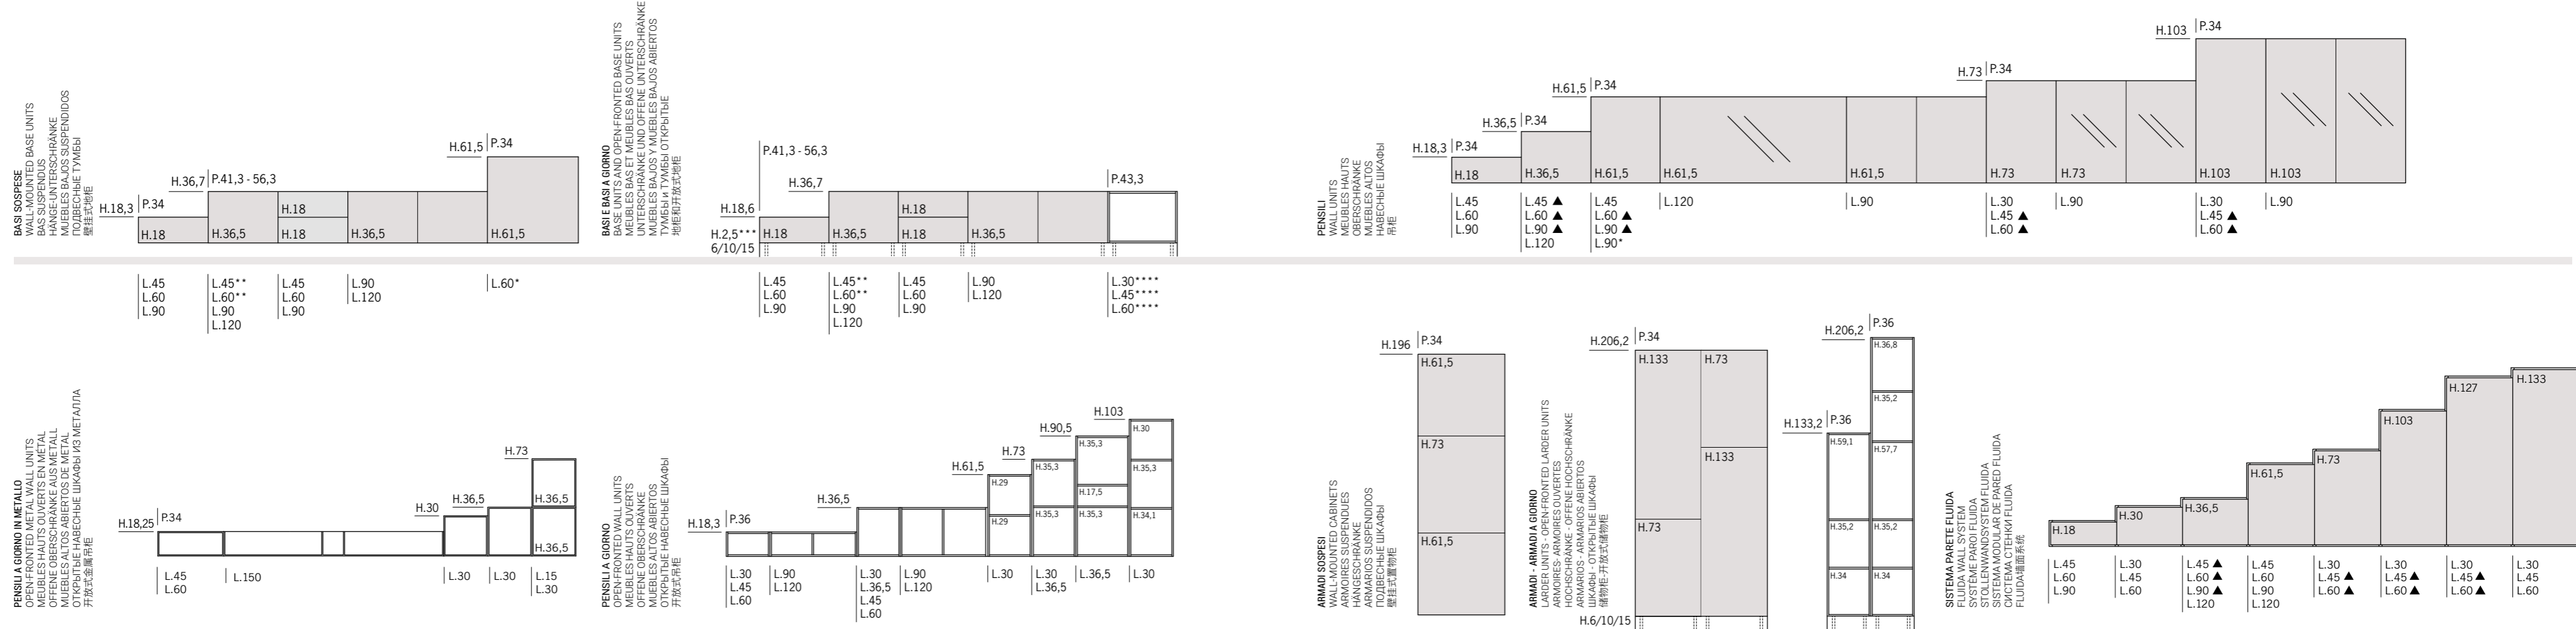 BASI SOSPESE
WALL-MOUNTED BASE UNITS
BAS SUSPENDUS
HÄNGE-UNTERSCHRÄNKE
MUEBLES BAJOS SUSPENDIDOS
ПОДВЕСНЫЕ ТУМБЫ
壁挂式地柜
H.61,5 P.34
H.36,7 P.41,3 - 56,3
H.18,3 P.34
H.18
H.18 H.36,5 H.18 H.36,5 H.61,5
L.45 L.45** L.45 L.90 L.60*
L.60 L.60** L.60 L.120
L.90 L.90 L.90
L.120
BASI E BASI A GIORNO
BASE UNITS AND OPEN-FRONTED BASE UNITS
MEUBLES BAS ET MEUBLES BAS OUVERTS
UNTERSCHRÄNKE UND OFFENE UNTERSCHRÄNKE
MUEBLES BAJOS Y MUEBLES BAJOS ABIERTOS
ТУМБЫ и ТУМБЫ ОТКРЫТЫЕ
地柜和开放式地柜
P.41,3 - 56,3
H.36,7 P.43,3
H.18,6 H.18
H.2,5*** H.18 H.36,5 H.18 H.36,5
6/10/15
L.45 L.45** L.45 L.90 L.30****
L.60 L.60** L.60 L.120 L.45****
L.90 L.90 L.90 L.60****
L.120
PENSILI
WALL UNITS
MEUBLES HAUTS
OBERSCHRÄNKE
MUEBLES ALTOS
НАВЕСНЫЕ ШКАФЫ
吊柜
H.103 P.34
H.73 P.34
H.61,5 P.34
H.36,5 P.34
H.18,3 P.34
H.18 H.36,5 H.61,5 H.61,5 H.61,5 H.73 H.73 H.103 H.103
L.45 L.45 ▲ L.45 L.120 L.90 L.30 L.90 L.30 L.90
L.60 L.60 ▲ L.60 ▲ L.45 ▲ L.45 ▲
L.90 L.90 ▲ L.90 ▲ L.60 ▲ L.60 ▲
L.120 L.90*
PENSILI A GIORNO IN METALLO
OPEN-FRONTED METAL WALL UNITS
MEUBLES HAUTS OUVERTS EN MÉTAL
OFFENE OBERSCHRÄNKE AUS METALL
MUEBLES ALTOS ABIERTOS DE METAL
ОТКРЫТЫЕ НАВЕСНЫЕ ШКАФЫ ИЗ МЕТАЛЛА
开放式金属吊柜
H.73
H.36,5 H.36,5
H.30
H.18,25 P.34
H.36,5
L.45 L.150 L.30 L.30 L.15
L.60 L.30
PENSILI A GIORNO
OPEN-FRONTED WALL UNITS
MEUBLES HAUTS OUVERTS
OFFENE OBERSCHRÄNKE
MUEBLES ALTOS ABIERTOS
ОТКРЫТЫЕ НАВЕСНЫЕ ШКАФЫ
开放式吊柜
H.103
H.90,5 H.30
H.73 H.35,3
H.61,5 H.35,3 H.35,3
H.29
H.36,5 H.17,5
H.18,3 P.36 H.29 H.35,3 H.35,3 H.34,1
L.30 L.90 L.30 L.90 L.30 L.30 L.36,5 L.30
L.45 L.120 L.36,5 L.120 L.36,5
L.60 L.45
L.60
ARMADI SOSPESI
WALL-MOUNTED CABINETS
ARMOIRES SUSPENDUES
HÄNGESCHRÄNKE
ARMARIOS SUSPENDIDOS
ПОДВЕСНЫЕ ШКАФЫ
壁挂式置物柜
H.196 P.34
H.61,5
H.73
H.61,5
ARMADI - ARMADI A GIORNO
LARDER UNITS - OPEN-FRONTED LARDER UNITS
ARMOIRES- ARMOIRES OUVERTES
HOCHSCHRÄNKE - OFFENE HOCHSCHRÄNKE
ARMARIOS - ARMARIOS ABIERTOS
ШКАФЫ - ОТКРЫТЫЕ ШКАФЫ
储物柜-开放式储物柜
H.206,2 P.34
H.133 H.73
H.133
H.73
H.6/10/15
H.206,2 P.36
H.36,8
H.35,2
H.133,2 P.36
H.59,1 H.57,7
H.35,2 H.35,2
H.34 H.34
SISTEMA PARETE FLUIDA
FLUIDA WALL SYSTEM
SYSTÈME PAROI FLUIDA
STOLLENWANDSYSTEM FLUIDA
SISTEMA MODULAR DE PARED FLUIDA
СИСТЕМА СТЕНКИ FLUIDA
FLUIDA墙面系统
H.18 H.30 H.36,5 H.61,5 H.73 H.103 H.127 H.133
L.45 L.30 L.45 ▲ L.45 L.30 L.30 L.30 L.30
L.60 L.45 L.60 ▲ L.60 L.45 ▲ L.45 ▲ L.45 ▲ L.45
L.90 L.60 L.90 ▲ L.90 L.60 ▲ L.60 ▲ L.60 ▲ L.60
L.120 L.120